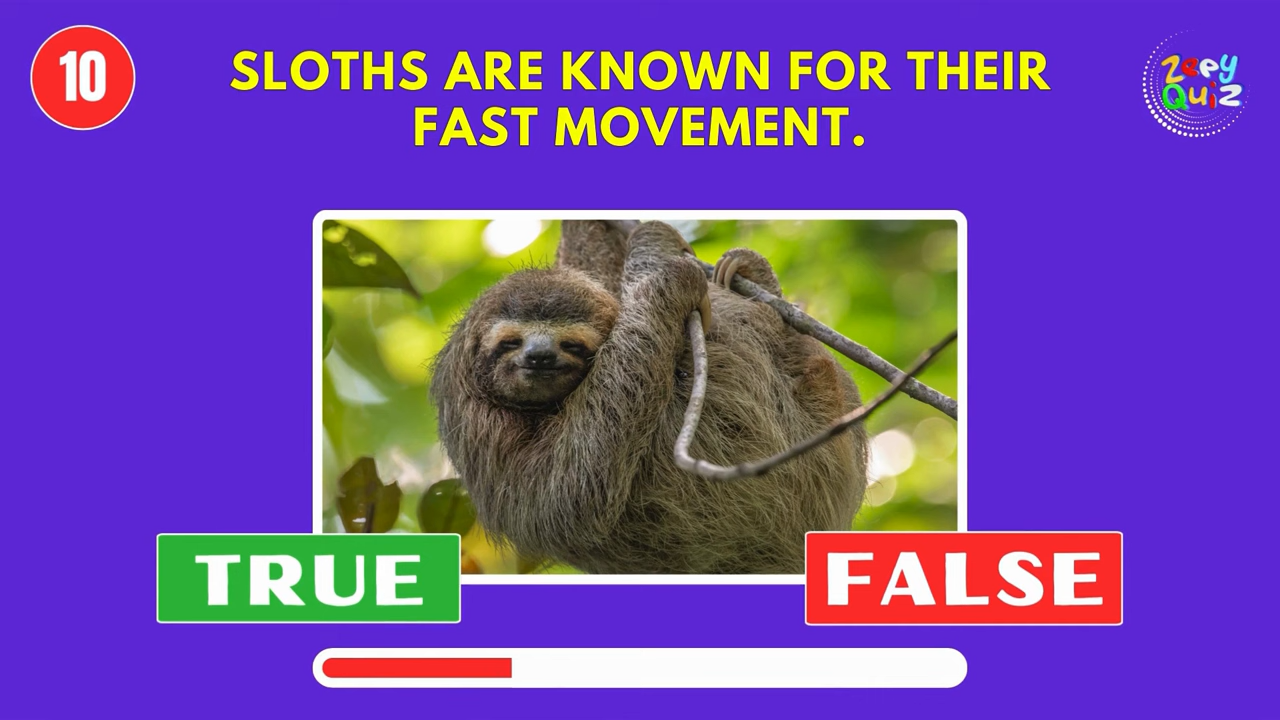 10
SLOTHS ARE KNOWN FOR THEIR
FAST MOVEMENT.
Zeey
Quiz
TRUE
FALSE